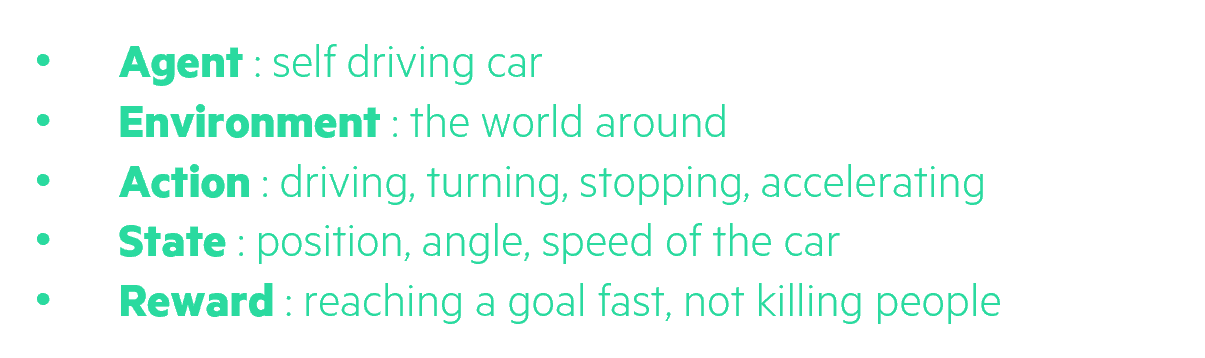 • Agent : self driving car
• Environment : the world around
• Action : driving, turning, stopping, accelerating
• State : position, angle, speed of the car
• Reward : reaching a goal fast, not killing people